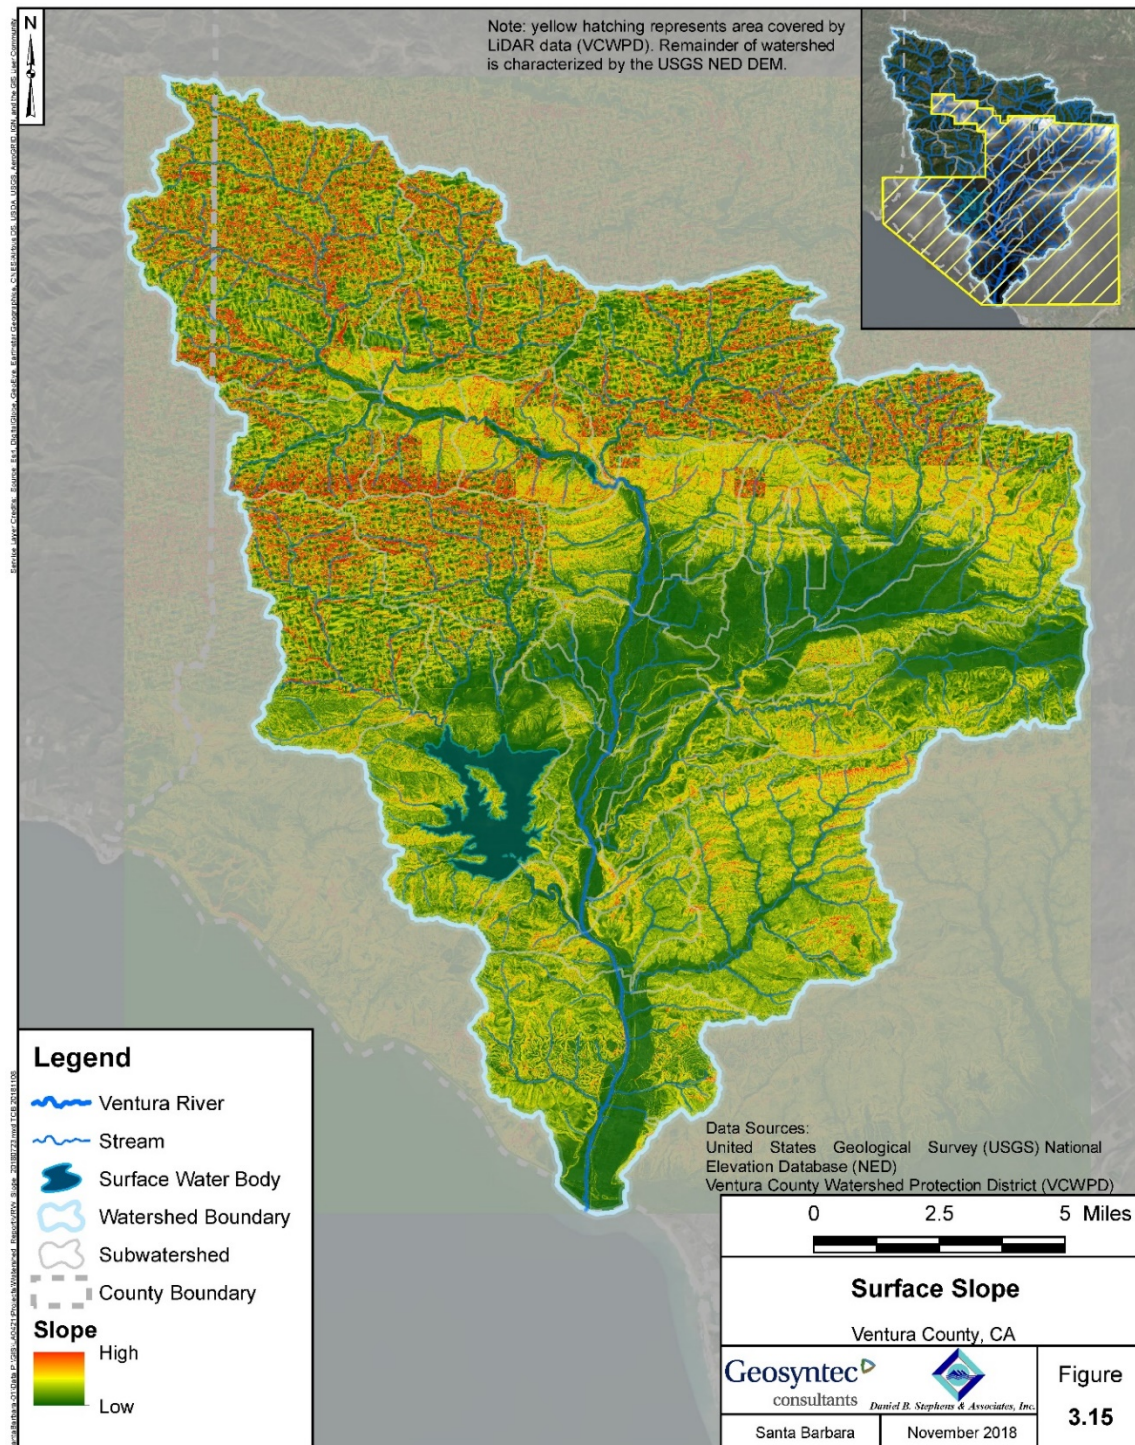 N
Note: yellow hatching represents area covered by
LiDAR data (VCWPD). Remainder of watershed
is characterized by the USGS NED DEM.
Legend
Ventura River
Stream
Surface Water Body
Watershed Boundary
Subwatershed
County Boundary
Slope
High
Low
Data Sources:
United States Geological Survey (USGS) National
Elevation Database (NED)
Ventura County Watershed Protection District (VCWPD)
0 2.5 5 Miles
Surface Slope
Ventura County, CA
Geosyntec
consultants
Daniel B. Stephens & Associates, Inc.
Santa Barbara
November 2018
Figure
3.15